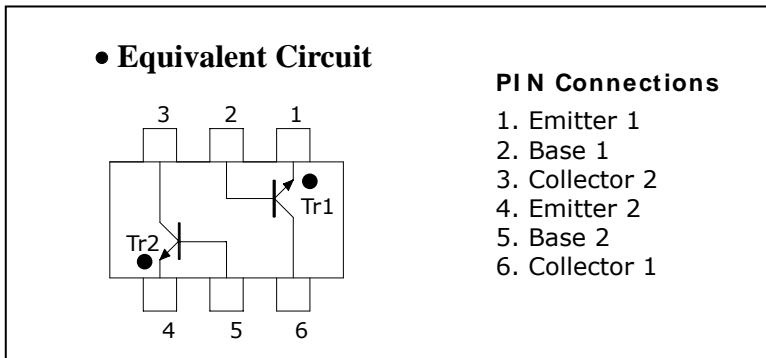 • Equivalent Circuit
3 2 1
Tr1
Tr2
4 5 6
PIN Connections
1. Emitter 1
2. Base 1
3. Collector 2
4. Emitter 2
5. Base 2
6. Collector 1